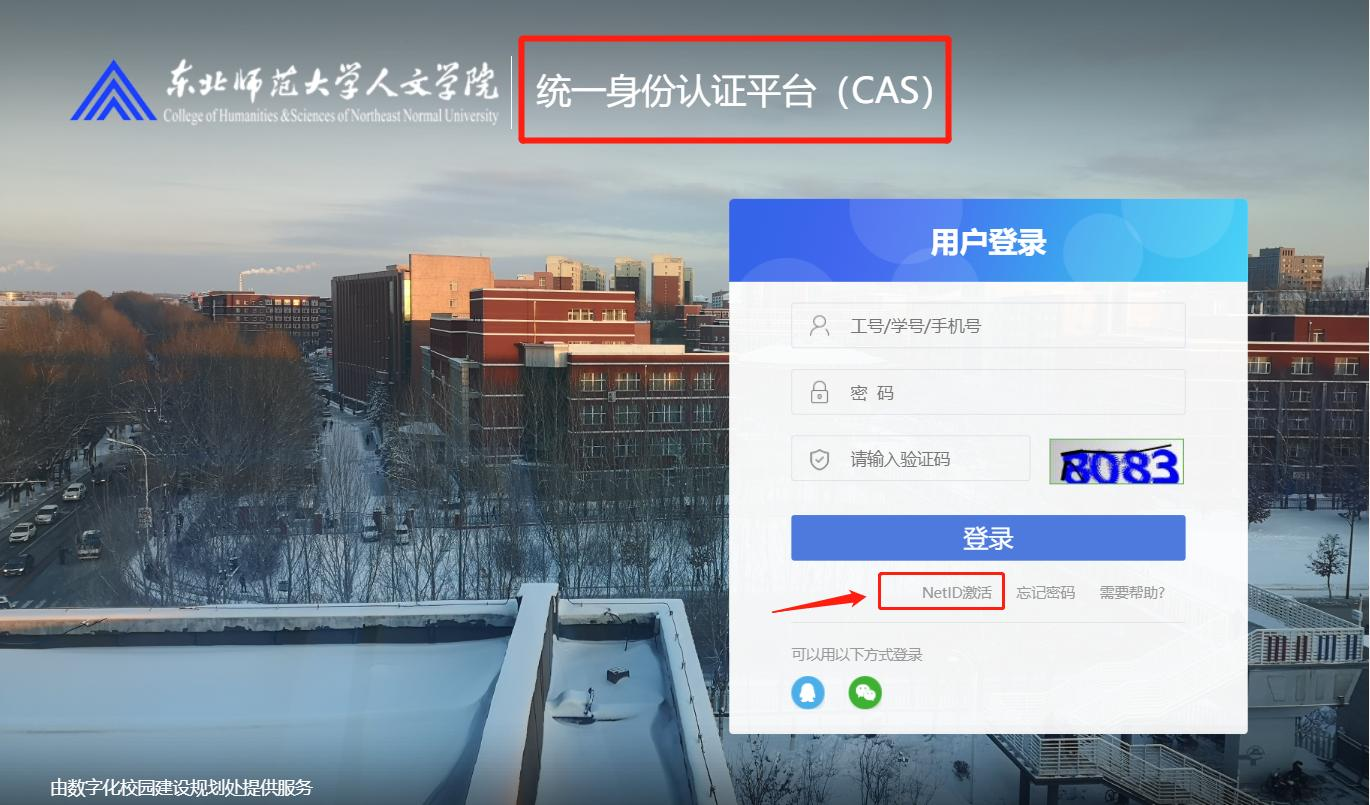 东北师范大学人文学院
College of Humanities &Sciences of Northeast Normal University
统一身份认证平台（CAS）
用户登录
工号/学号/手机号
密 码
请输入验证码
8083
登录
NetID激活 忘记密码 需要帮助?
可以用以下方式登录
由数字化校园建设规划处提供服务